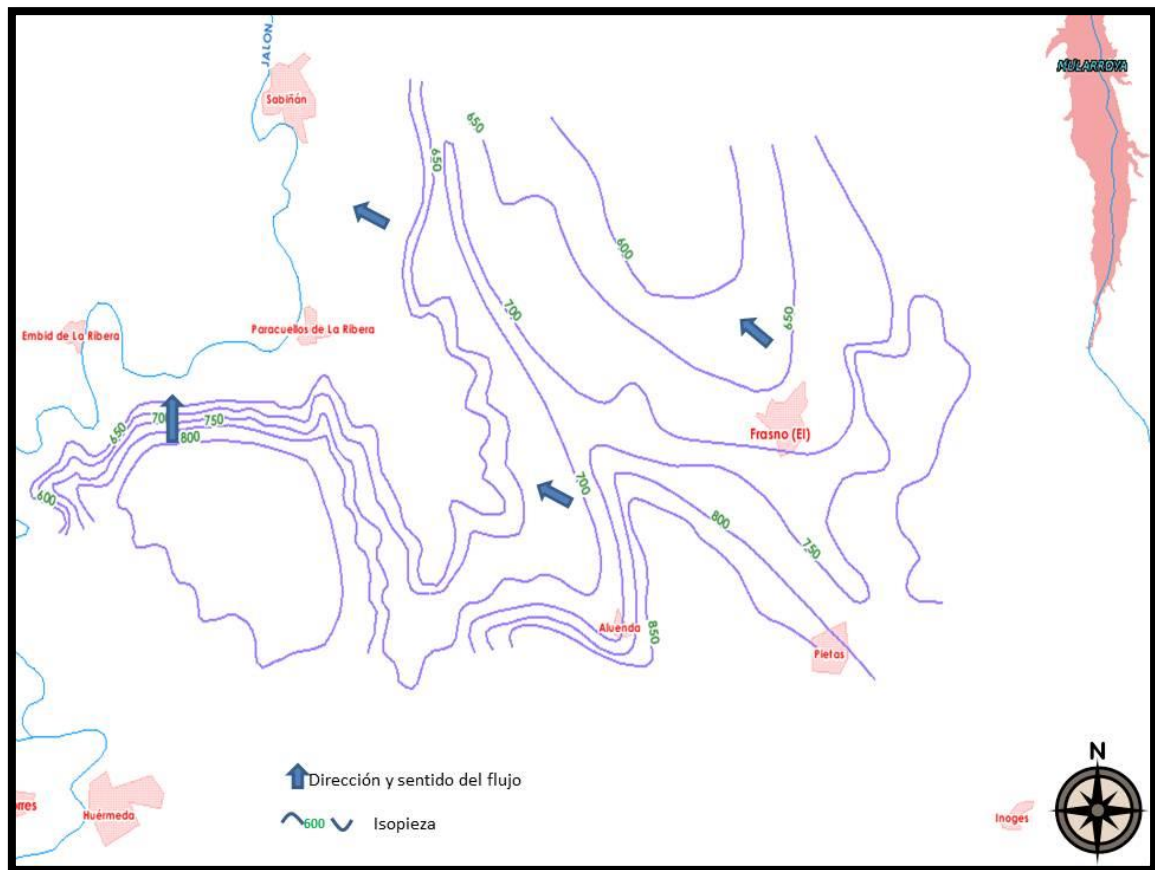 JALON
MULARROYA
Sabiñán
650
650
600
Embid de La Ribera
Paracuellos de La Ribera
700
650
650
700
750
800
Frasno (El)
600
700
800
750
Aluenda
850
Pietas
Dirección y sentido del flujo
600 Isopieza
N
orres
Huérmeda
Inoges